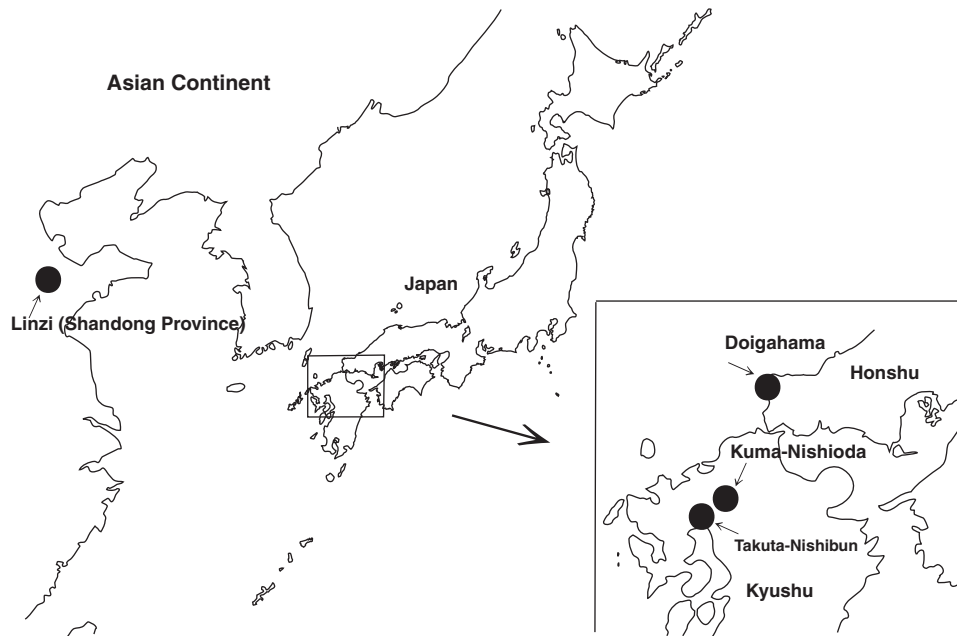 Asian Continent
Japan
Linzi (Shandong Province)
Doigahama
Honshu
Kuma-Nishioda
Takuta-Nishibun
Kyushu